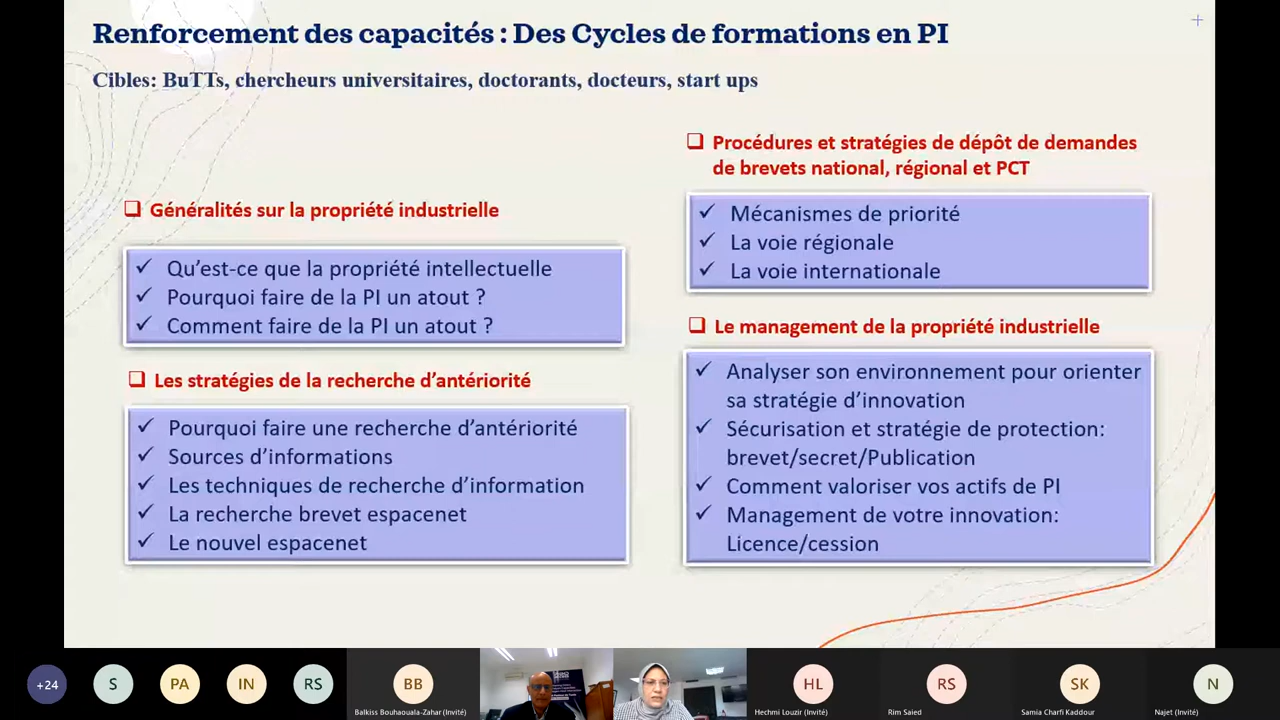 Renforcement des capacités : Des Cycles de formations en PI
Cibles: BuTTs, chercheurs universitaires, doctorants, docteurs, start ups
Généralités sur la propriété industrielle
Qu'est-ce que la propriété intellectuelle
Pourquoi faire de la PI un atout ?
Comment faire de la PI un atout ?
Les stratégies de la recherche d'antériorité
Pourquoi faire une recherche d'antériorité
Sources d'informations
Les techniques de recherche d'information
La recherche brevet espacenet
Le nouvel espacenet
Procédures et stratégies de dépôt de demandes
de brevets national, régional et PCT
Mécanismes de priorité
La voie régionale
La voie internationale
Le management de la propriété industrielle
Analyser son environnement pour orienter
sa stratégie d'innovation
Sécurisation et stratégie de protection:
brevet/secret/Publication
Comment valoriser vos actifs de PI
Management de votre innovation:
Licence/cession
+24
S
PA
IN
RS
BB
Balkiss Bouhaouala-Zahar (Invité)
HL
Hechmi Louzir (Invité)
RS
Rim Saied
SK
Samia Charfi Kaddour
N
Najet (Invité)